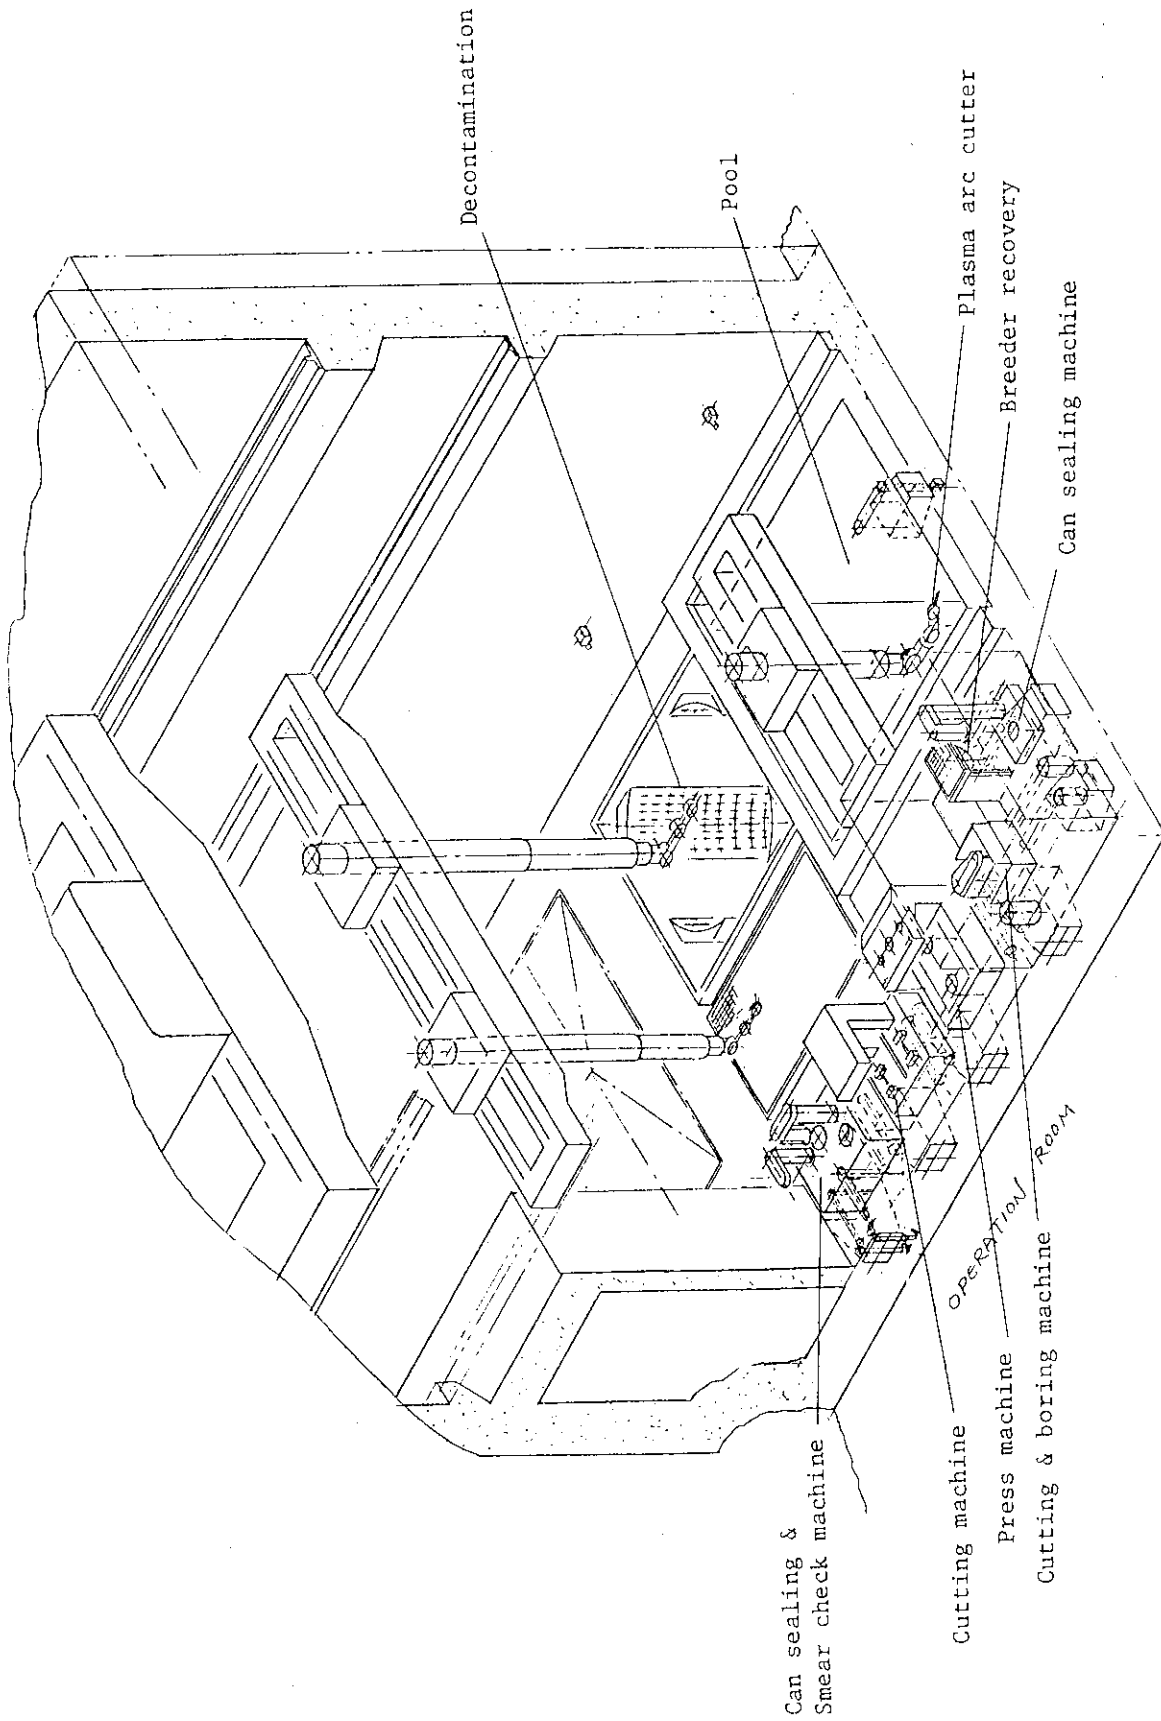 Decontamination
Pool
Plasma arc cutter
Breeder recovery
Can sealing machine
Can sealing &
Smear check machine
Cutting machine
Press machine
Cutting & boring machine
OPERATION ROOM